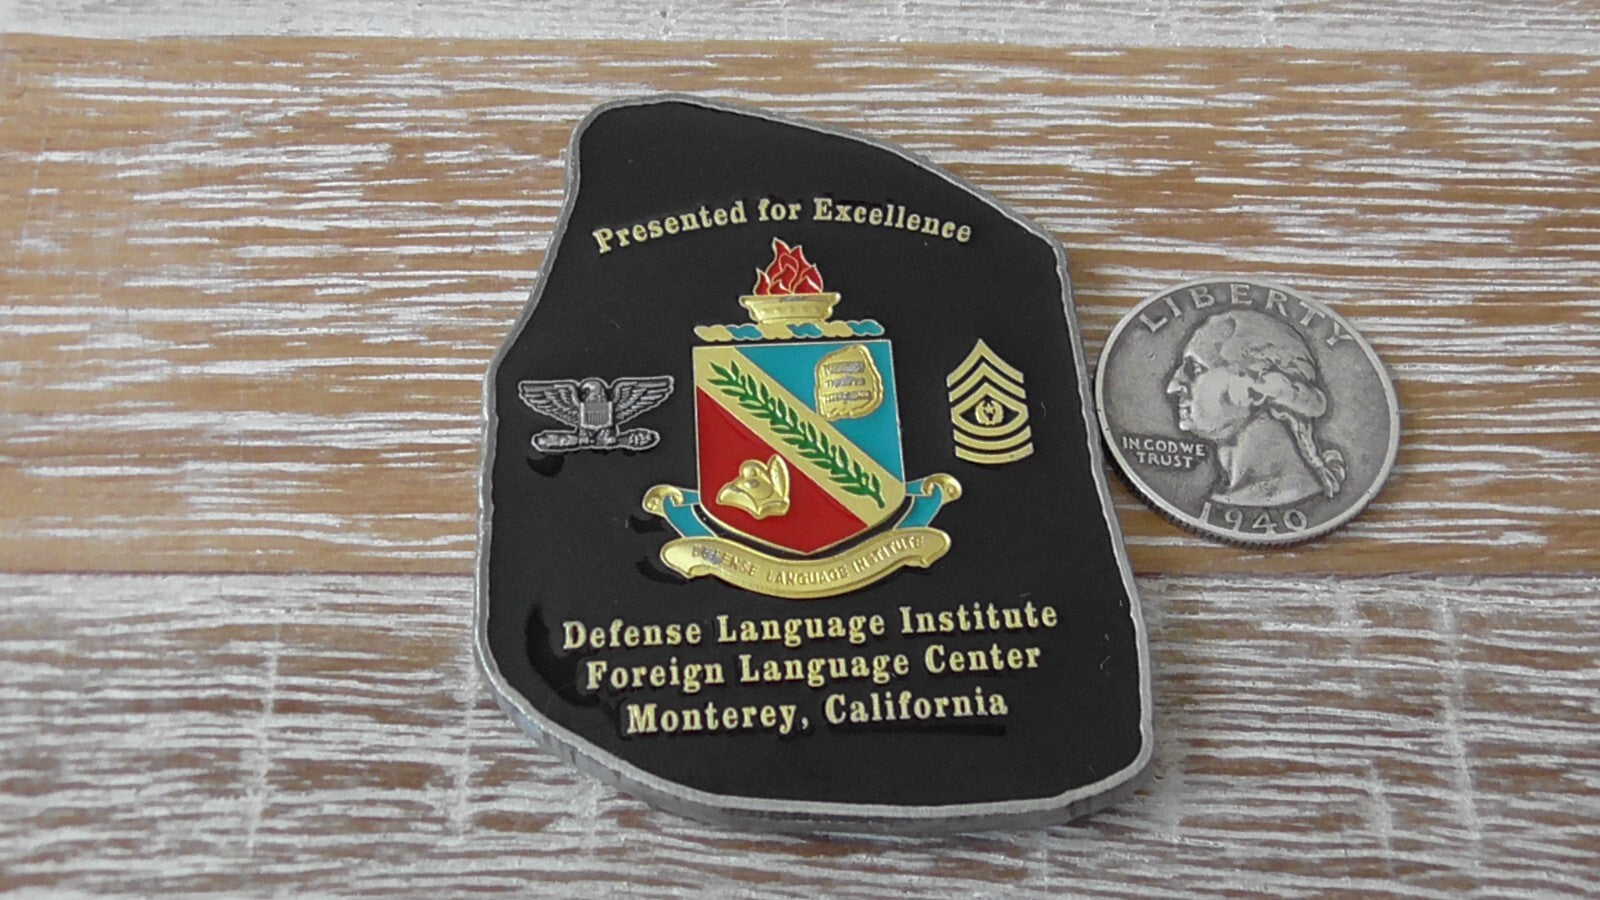 Presented for Excellence
DEFENSE LANGUAGE INSTITUTE
Defense Language Institute
Foreign Language Center
Monterey, California
LIBERTY
IN GOD WE
TRUST
1940